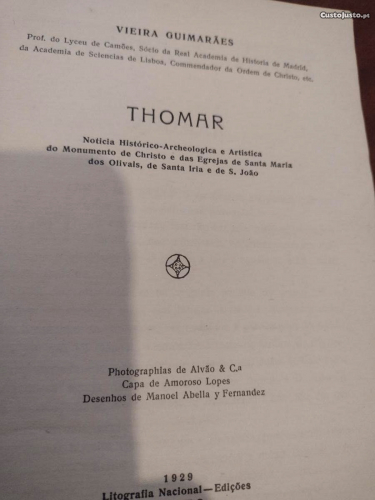 CustoJusto.pt
VIEIRA GUIMARÃES
Prof. do Lyceu de Camões, Sócio da Real Academia de Historia de Madrid,
da Academia de Sciencias de Lisboa, Commendador da Ordem de Christo, etc.
THOMAR
Noticia Histórico-Archeologica e Artistica
do Monumento de Christo e das Egrejas de Santa Maria
dos Olivais, de Santa Iria e de S. João
Photographias de Alvão & C.a
Capa de Amoroso Lopes
Desenhos de Manoel Abella y Fernandez
1929
Litografia Nacional—Edições